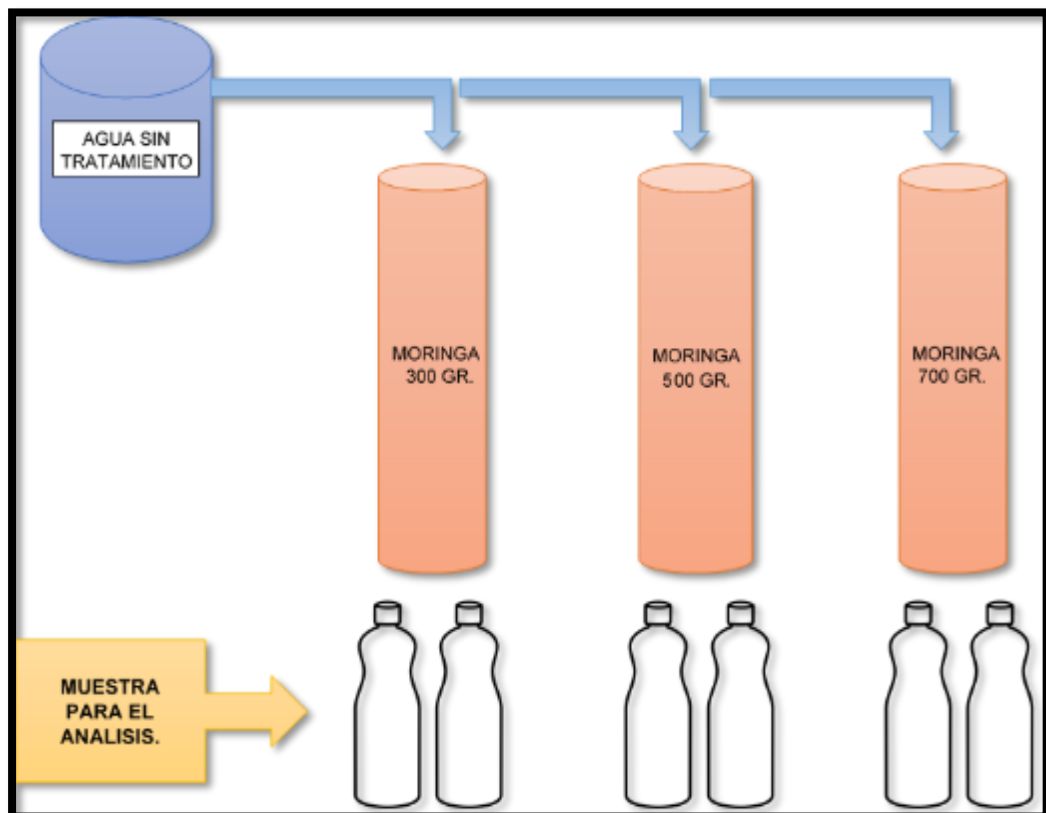 AGUA SIN
TRATAMIENTO
MORINGA
300 GR.
MORINGA
500 GR.
MORINGA
700 GR.
MUESTRA
PARA EL
ANALISIS.